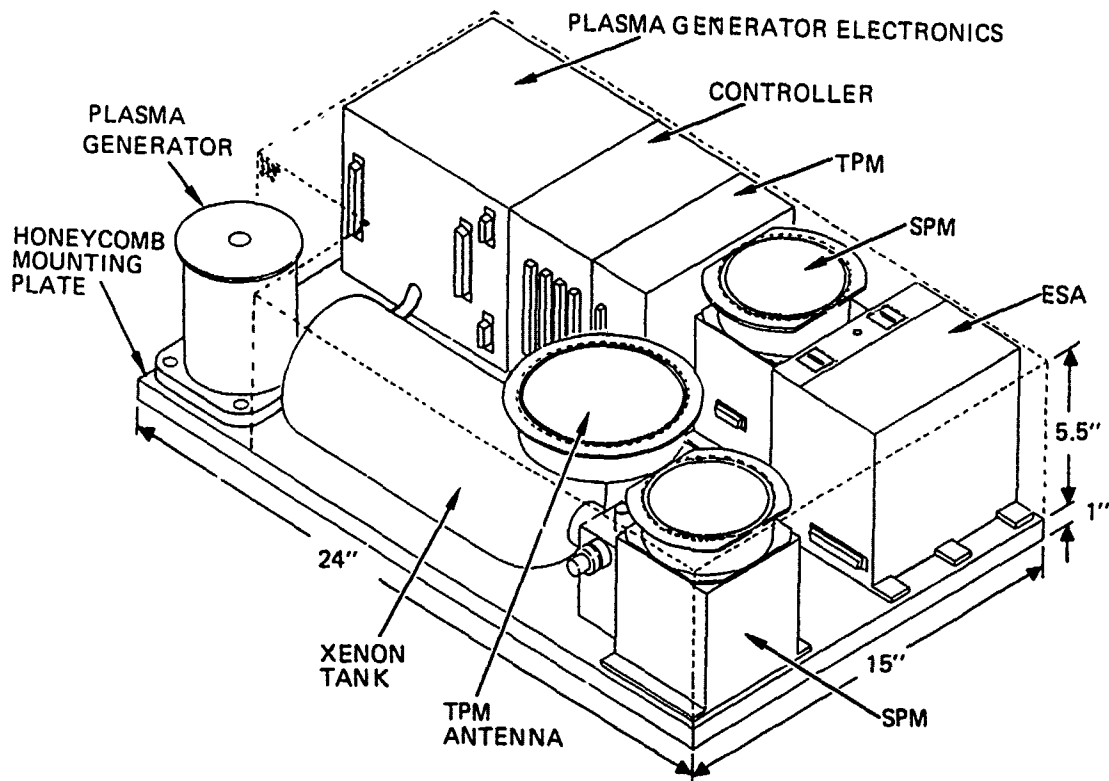 PLASMA GENERATOR ELECTRONICS
CONTROLLER
PLASMA
GENERATOR
TPM
SPM
HONEYCOMB
MOUNTING
PLATE
ESA
5.5"
1"
24"
15"
XENON
TANK
TPM
ANTENNA
SPM